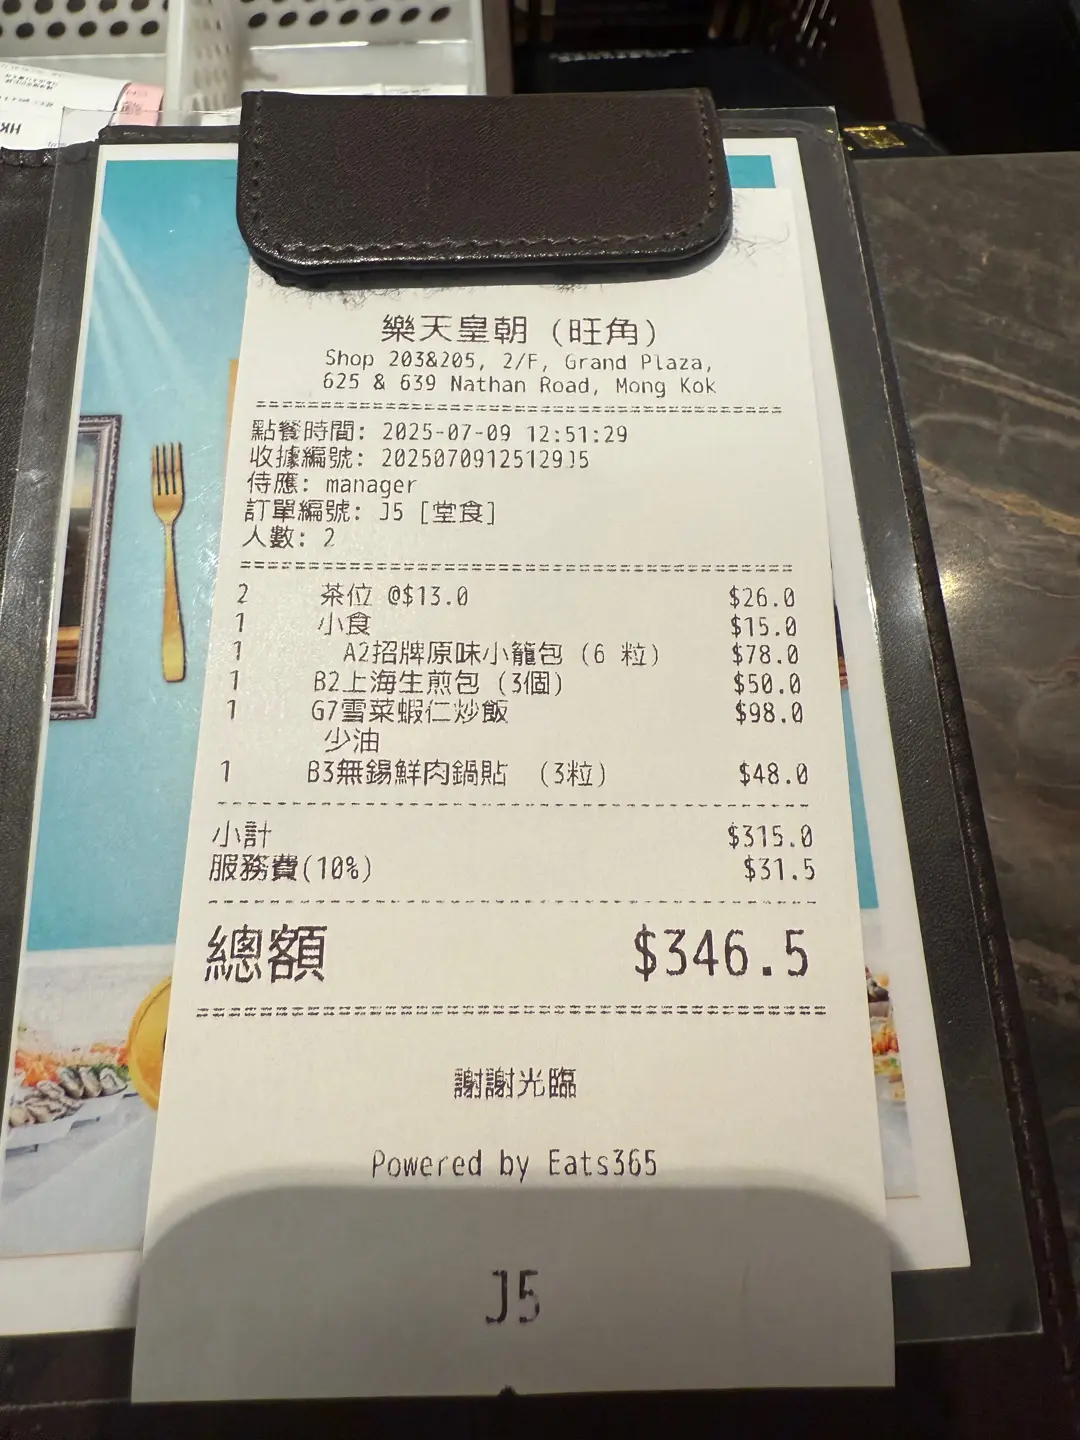 樂天皇朝 (旺角)
Shop 203&205, 2/F, Grand Plaza,
625 & 639 Nathan Road, Mong Kok
點餐時間: 2025-07-09 12:51:29
收據編號: 20250709125129J5
侍應: manager
訂單編號: J5 [堂食]
人數: 2
2 茶位 @$13.0 $26.0
1 小食 $15.0
1 A2招牌原味小籠包 (6 粒) $78.0
1 B2上海生煎包 (3個) $50.0
1 G7雪菜蝦仁炒飯 $98.0
少油
1 B3無錫鮮肉鍋貼 (3粒) $48.0
小計 $315.0
服務費(10%) $31.5
總額 $346.5
謝謝光臨
Powered by Eats365
J5